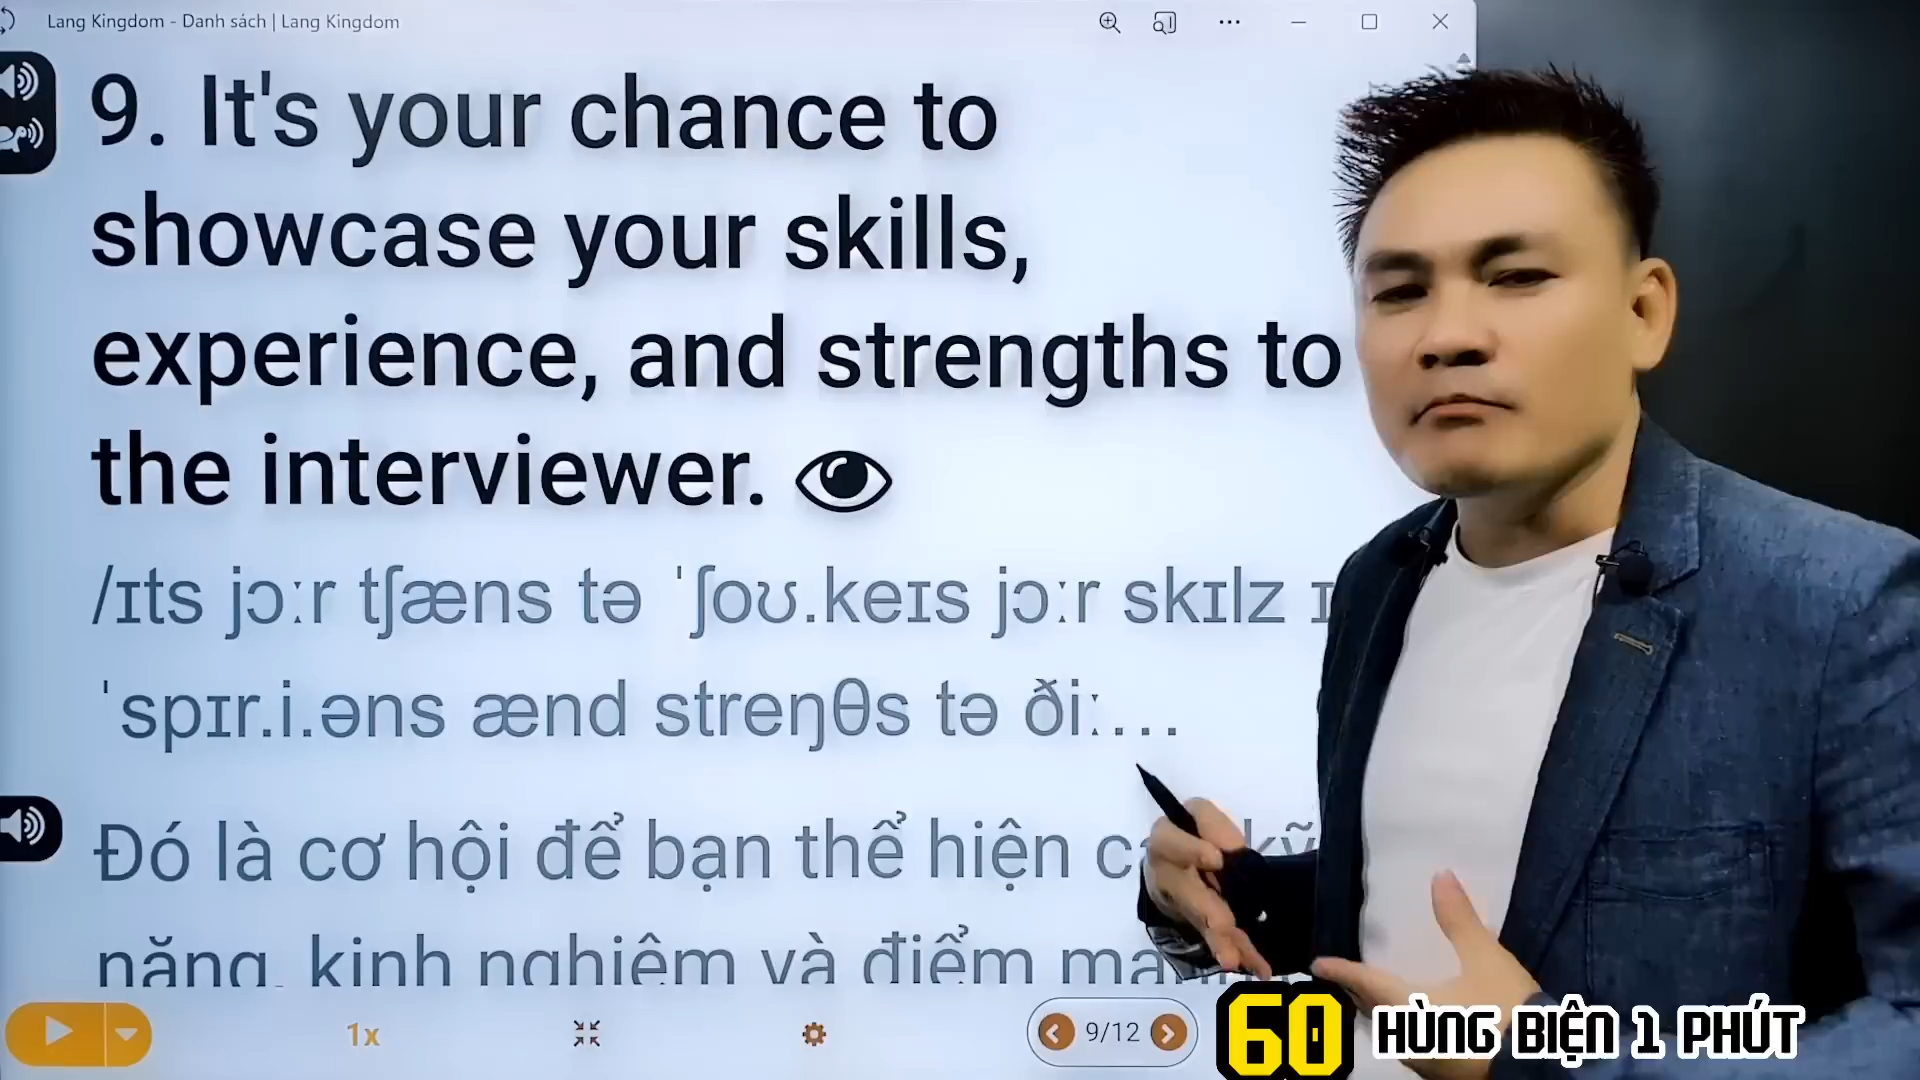 Lang Kingdom - Danh sách | Lang Kingdom
9. It's your chance to
showcase your skills,
experience, and strengths to
the interviewer.
/ɪts jɔːr tʃæns tə ˈʃoʊ.keɪs jɔːr skɪlz
ˈspɪr.i.əns ænd streŋθs tə ðiː…
Đó là cơ hội để bạn thể hiện kỹ
năng, kinh nghiệm và điểm
1x
9/12
60 HÙNG BIỆN 1 PHÚT